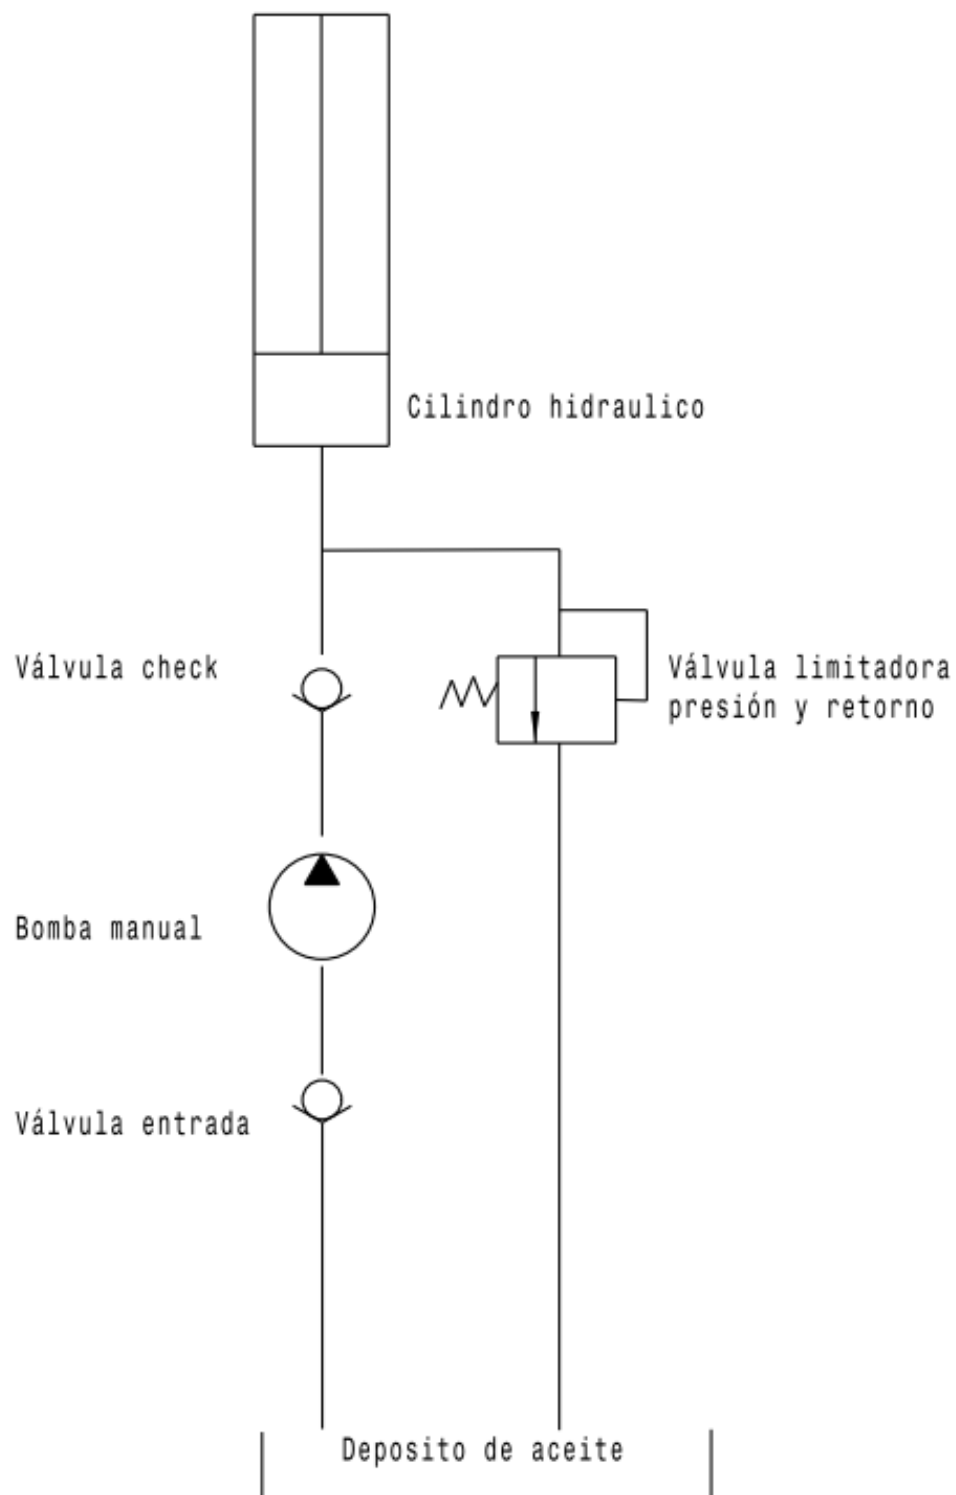 Cilindro hidraulico
Válvula check
Válvula limitadora
presión y retorno
Bomba manual
Válvula entrada
Deposito de aceite